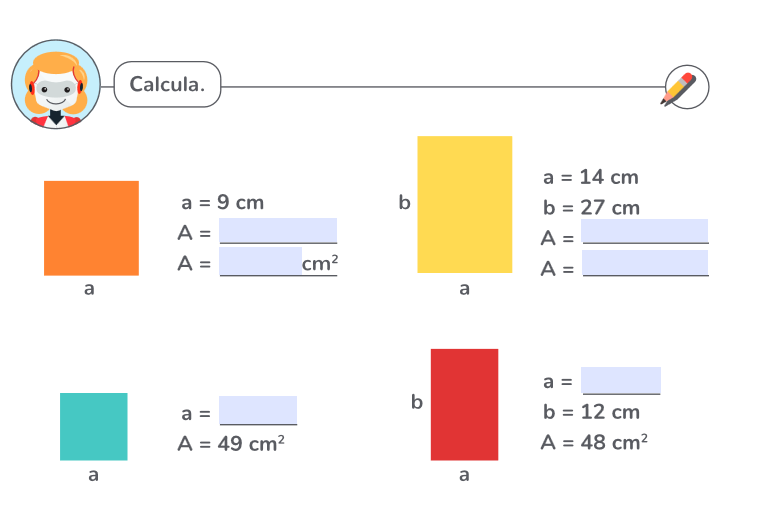 Calcula.
a = 9 cm
A =
A = cm²
a
b
a = 14 cm
b = 27 cm
A =
A =
a
a =
A = 49 cm²
a
b
a =
b = 12 cm
A = 48 cm²
a